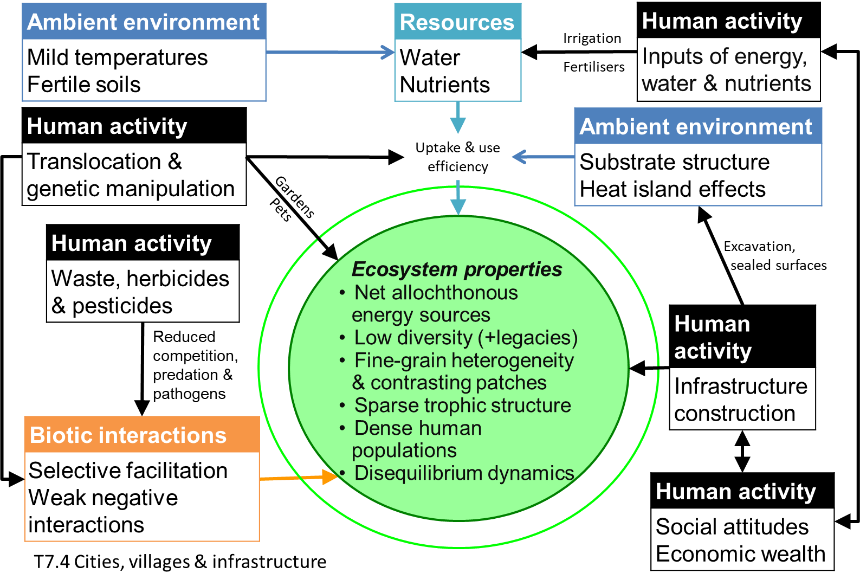 Ambient environment
Mild temperatures
Fertile soils
Resources
Water
Nutrients
Irrigation
Fertilisers
Human activity
Inputs of energy,
water & nutrients
Human activity
Translocation &
genetic manipulation
Uptake & use
efficiency
Ambient environment
Substrate structure
Heat island effects
Gardens
Pets
Human activity
Waste, herbicides
& pesticides
Excavation,
sealed surfaces
Reduced
competition,
predation &
pathogens
Ecosystem properties
• Net allochthonous
energy sources
• Low diversity (+legacies)
• Fine-grain heterogeneity
& contrasting patches
• Sparse trophic structure
• Dense human
populations
• Disequilibrium dynamics
Human
activity
Infrastructure
construction
Biotic interactions
Selective facilitation
Weak negative
interactions
Human activity
Social attitudes
Economic wealth
T7.4 Cities, villages & infrastructure